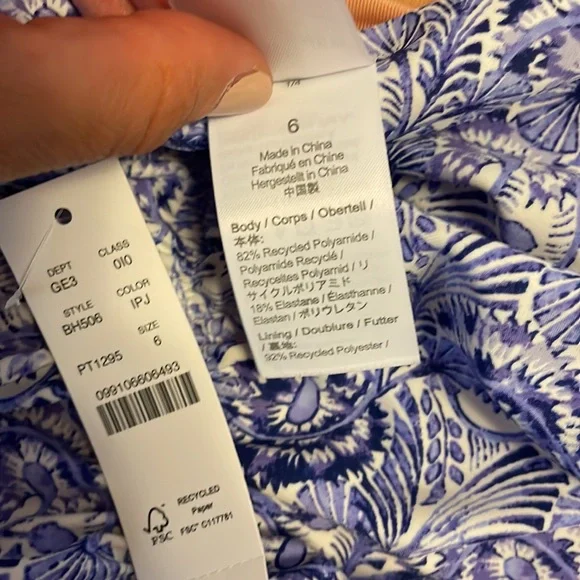 6
Made in China
Fabriqué en Chine
Hergestellt in China
中国製
Body / Corps / Oberteil /
本体:
82% Recycled Polyamide /
Polyamide Recyclé /
Recyceltes Polyamid / リ
サイクルポリアミド
18% Elastane / Élasthanne /
Elastan / ポリウレタン
Lining / Doublure / Futter
/ 裏地:
92% Recycled Polyester /
DEPT CLASS
GE3 0I0
STYLE COLOR
BH506 IPJ
SIZE
PT1295 6
099106606493
RECYCLED
Paper
FSC FSC® C117781